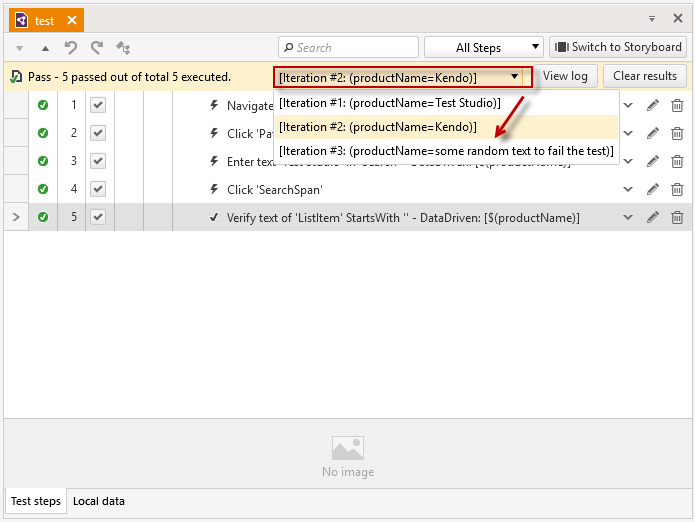 test
Search
All Steps
Switch to Storyboard
Pass - 5 passed out of total 5 executed.
[Iteration #2: (productName=Kendo)]
View log
Clear results
[Iteration #1: (productName=Test Studio)]
[Iteration #2: (productName=Kendo)]
[Iteration #3: (productName=some random text to fail the test)]
1 Navigate
2 Click 'Pa
3 Enter text
4 Click 'SearchSpan'
5 Verify text of 'ListItem' StartsWith '' - DataDriven: [$(productName)]
No image
Test steps
Local data